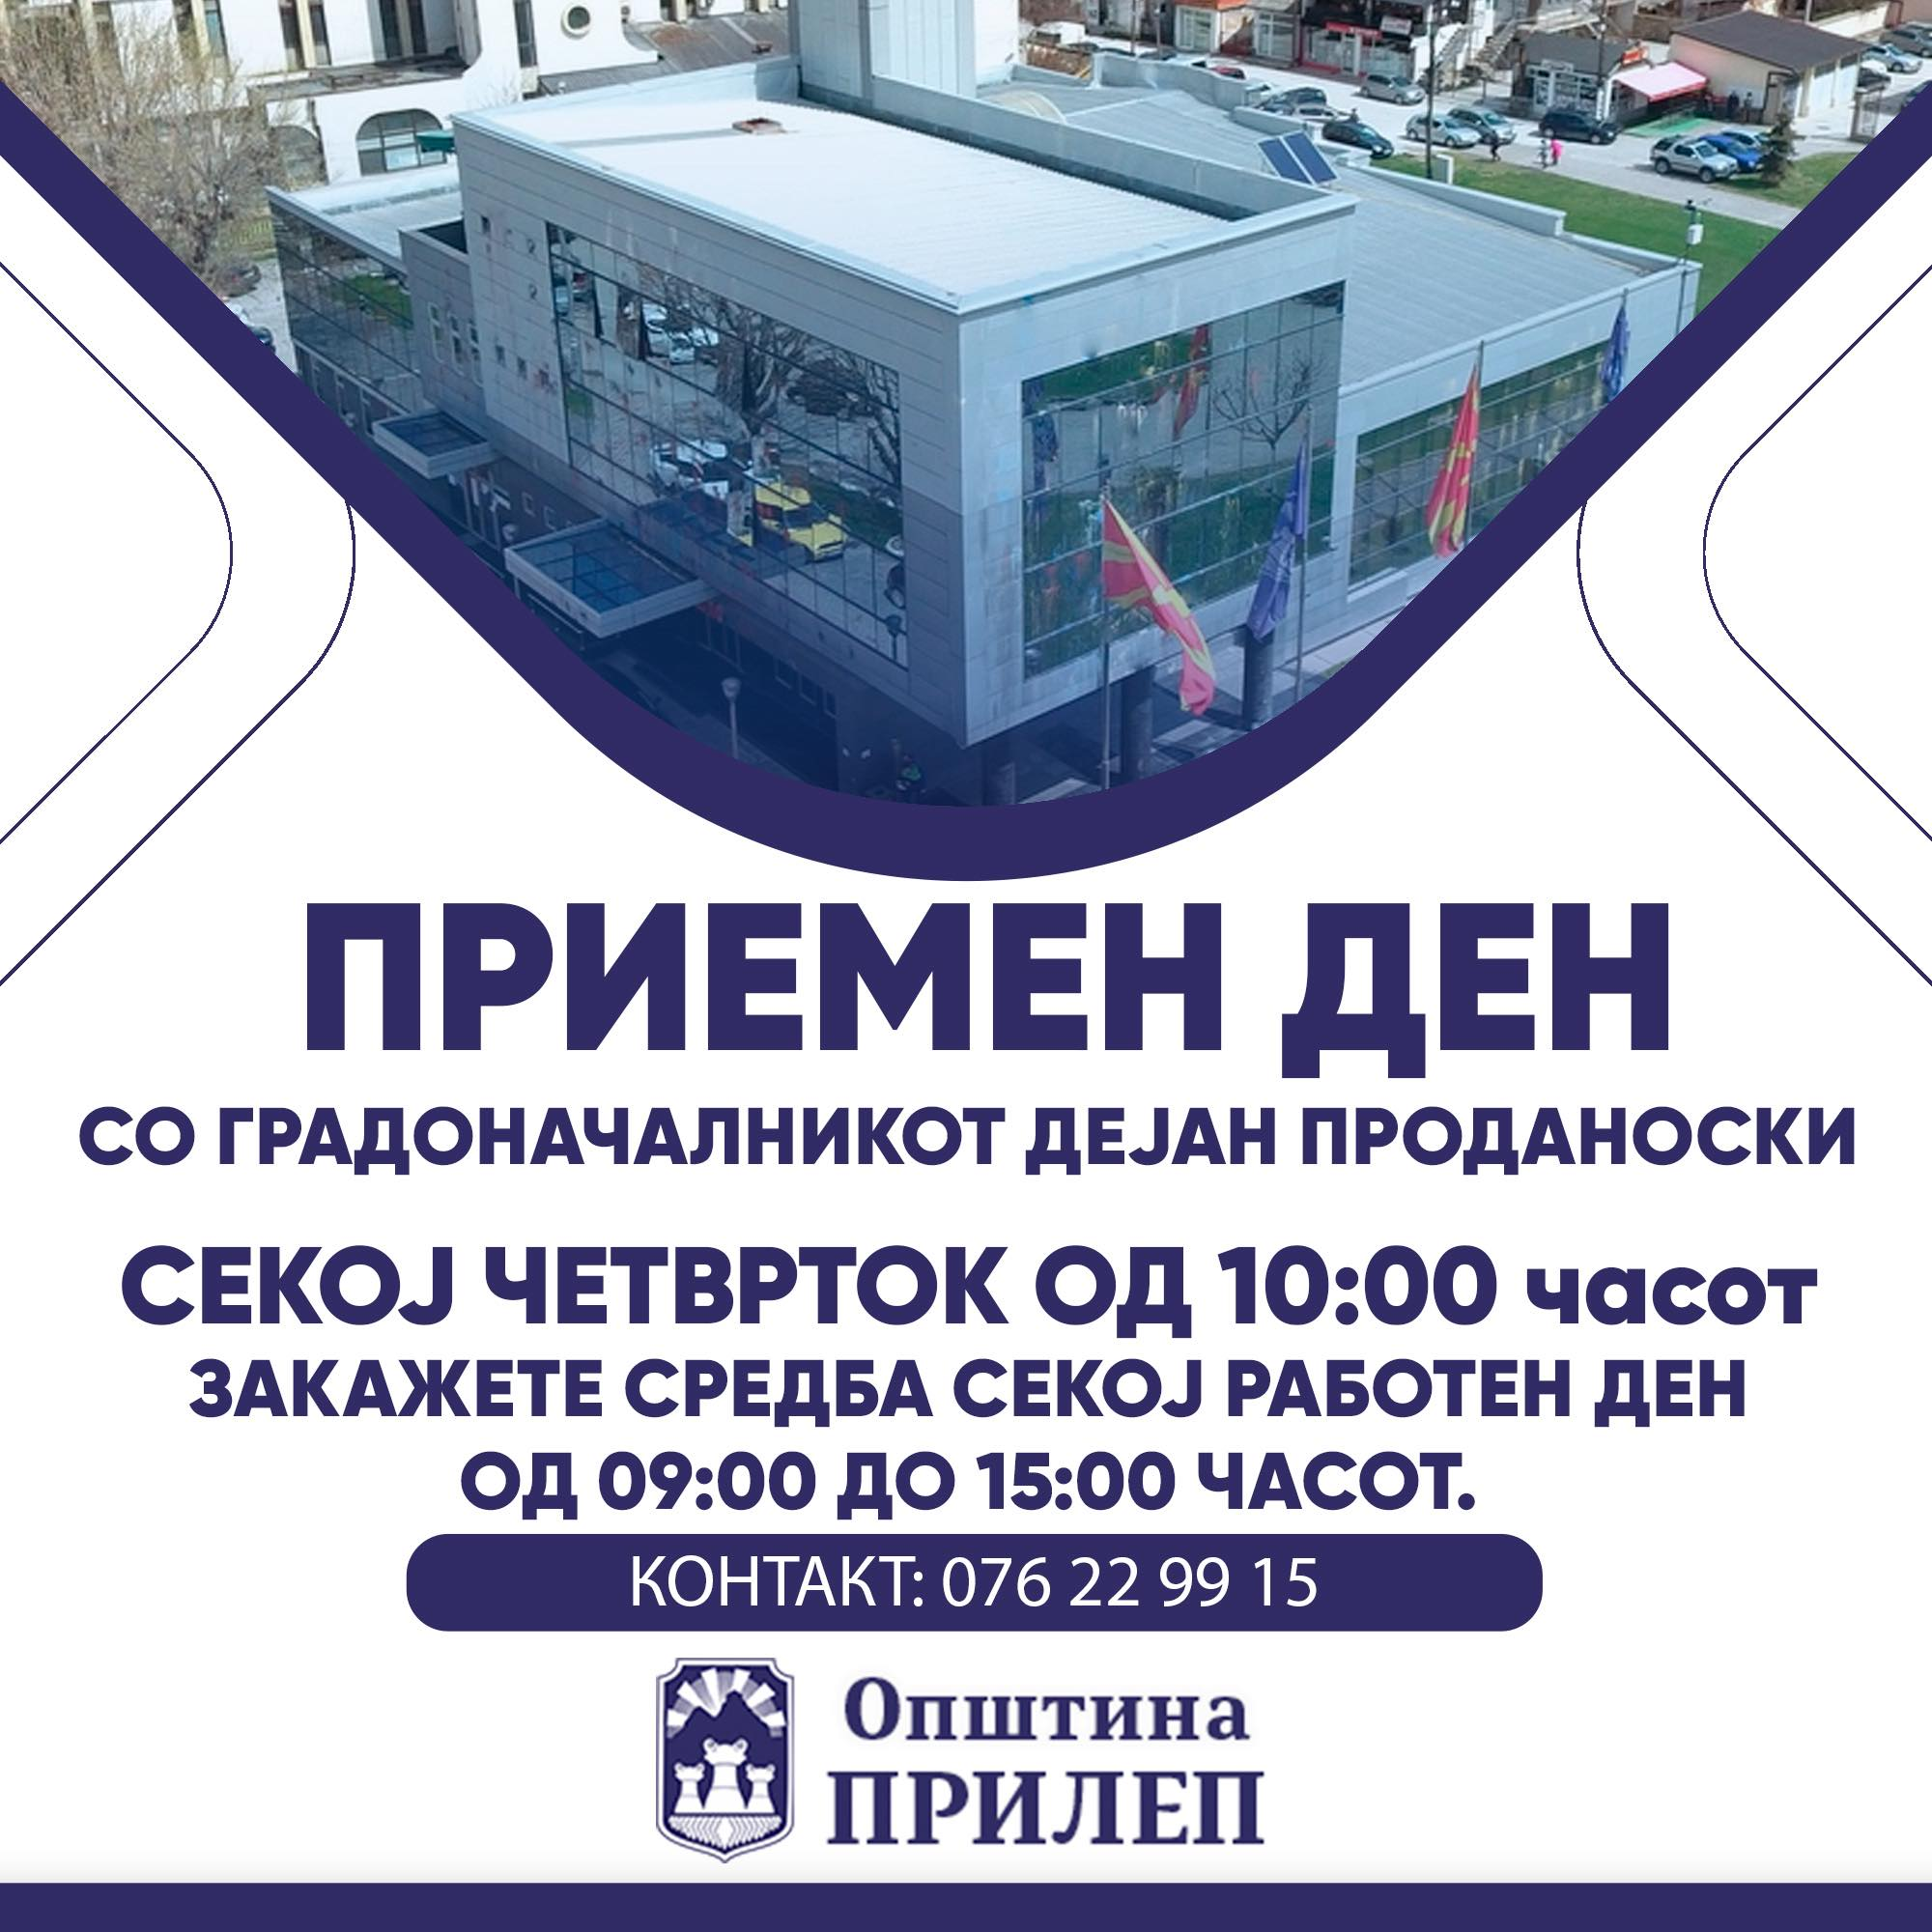 ПРИЕМЕН ДЕН
СО ГРАДОНАЧАЛНИКОТ ДЕЈАН ПРОДАНОСКИ
СЕКОЈ ЧЕТВРТОК ОД 10:00 часот
ЗАКАЖЕТЕ СРЕДБА СЕКОЈ РАБОТЕН ДЕН
ОД 09:00 ДО 15:00 ЧАСОТ.
КОНТАКТ: 076 22 99 15
Општина
ПРИЛЕП